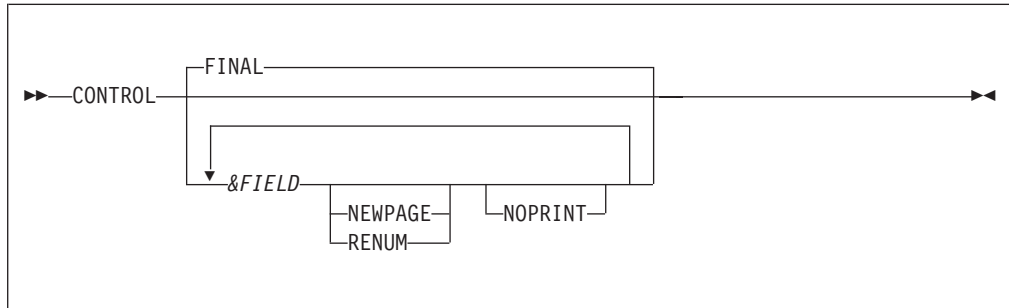 FINAL
CONTROL
&FIELD
NEWPAGE NOPRINT
RENUM